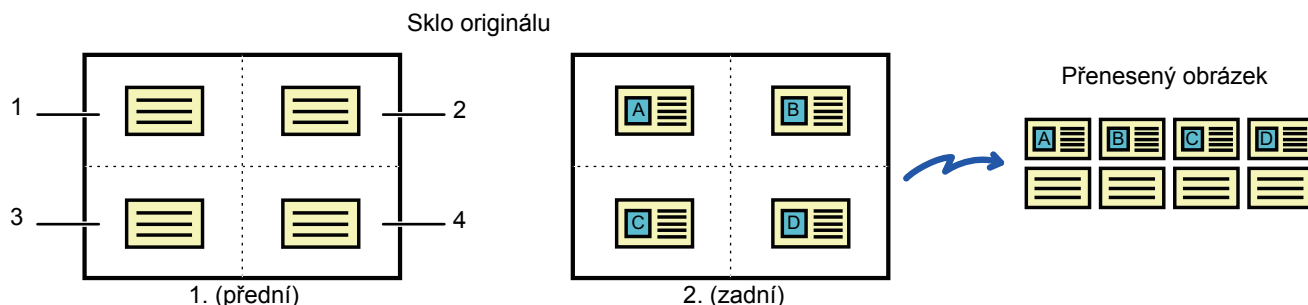 Sklo originálu
1
2
3
4
1. (přední)
A
B
C
D
2. (zadní)
Přenesený obrázek
A
B
C
D